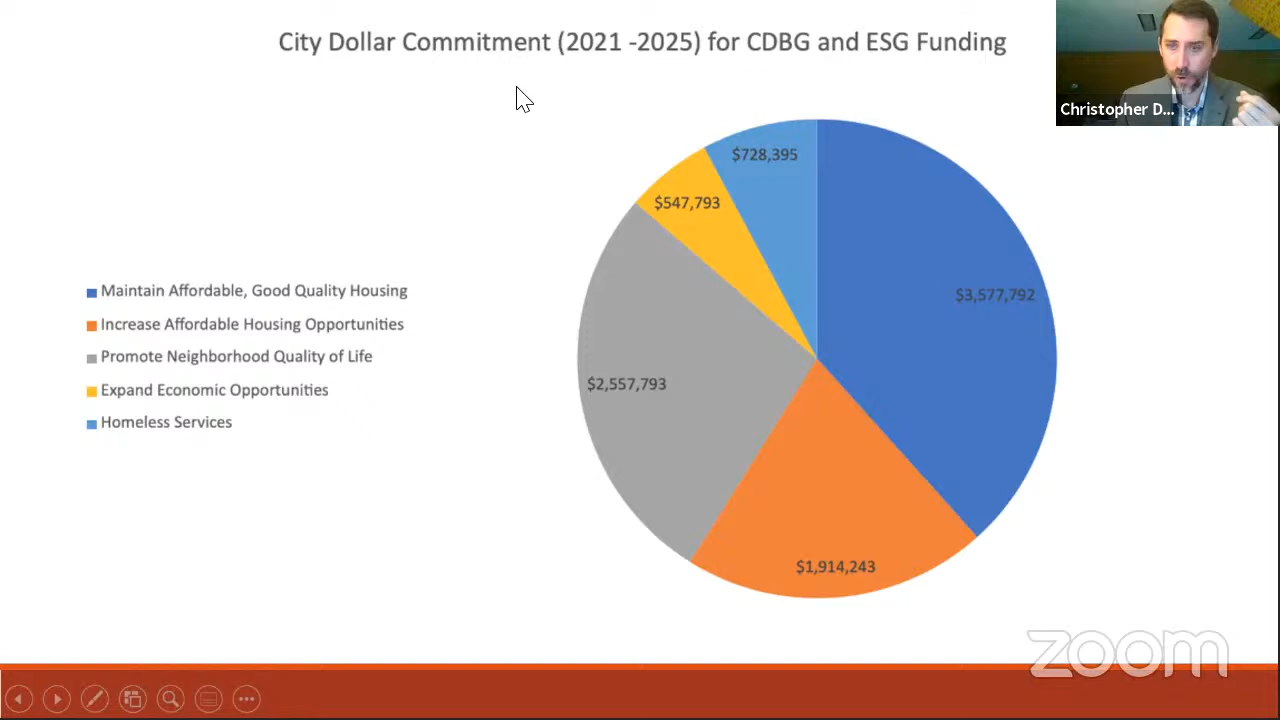 City Dollar Commitment (2021 -2025) for CDBG and ESG Funding
Christopher D...
$728,395
$547,793
$3,577,792
Maintain Affordable, Good Quality Housing
Increase Affordable Housing Opportunities
Promote Neighborhood Quality of Life
$2,557,793
Expand Economic Opportunities
Homeless Services
$1,914,243
zoom